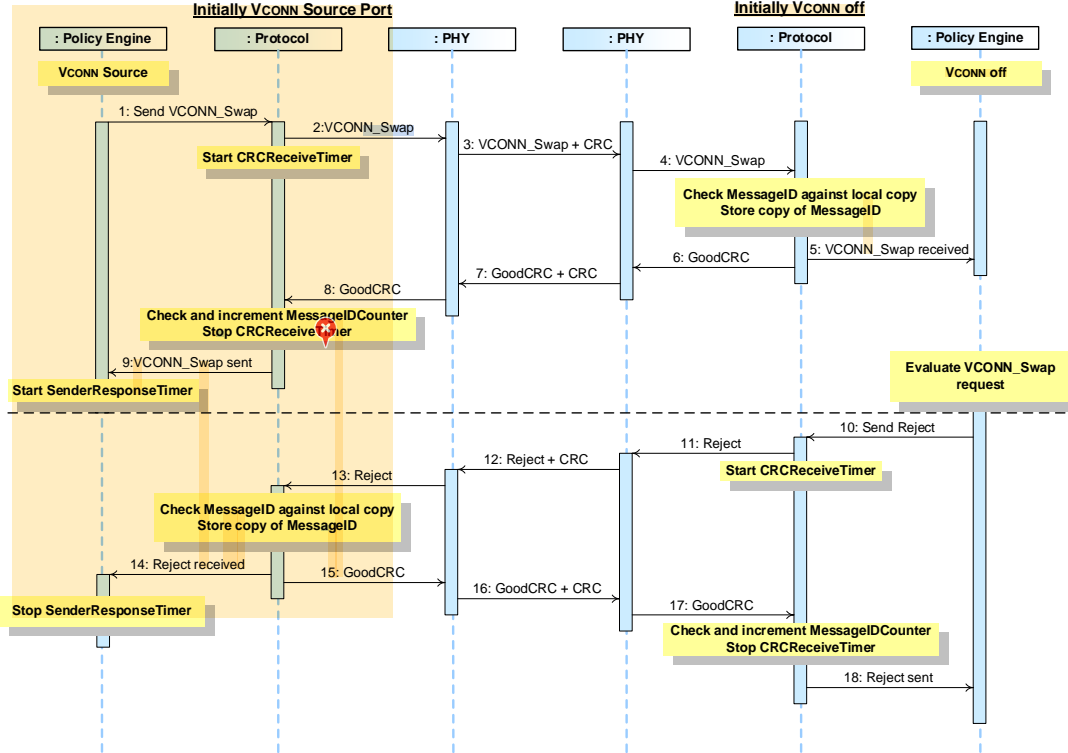 Initially VCONN Source Port
Initially VCONN off
: Policy Engine
: Protocol
: PHY
: PHY
: Protocol
: Policy Engine
VCONN Source
VCONN off
1: Send VCONN_Swap
2:VCONN_Swap
3: VCONN_Swap + CRC
Start CRCReceiveTimer
4: VCONN_Swap
Check MessageID against local copy
Store copy of MessageID
5: VCONN_Swap received
6: GoodCRC
7: GoodCRC + CRC
8: GoodCRC
Check and increment MessageIDCounter
Stop CRCReceiveTimer
9:VCONN_Swap sent
Start SenderResponseTimer
Evaluate VCONN_Swap
request
10: Send Reject
11: Reject
Start CRCReceiveTimer
12: Reject + CRC
13: Reject
Check MessageID against local copy
Store copy of MessageID
14: Reject received
15: GoodCRC
16: GoodCRC + CRC
Stop SenderResponseTimer
17: GoodCRC
Check and increment MessageIDCounter
Stop CRCReceiveTimer
18: Reject sent